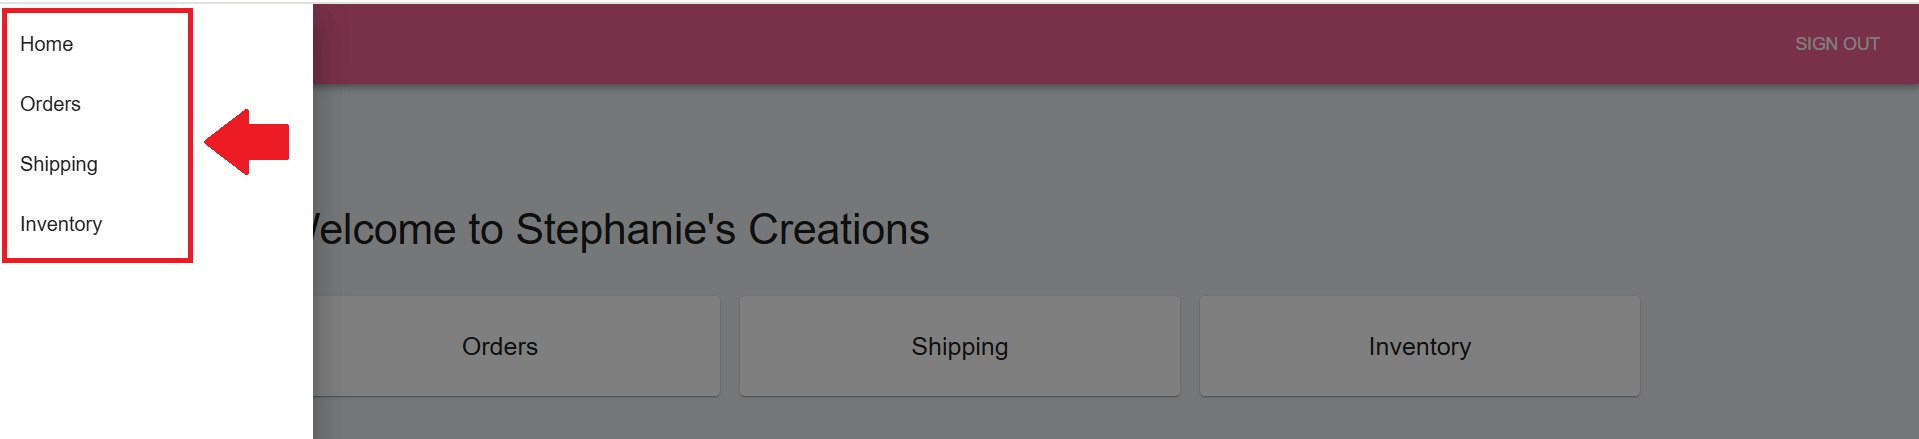 Home
Orders
Shipping
Inventory
SIGN OUT
elcome to Stephanie's Creations
Orders
Shipping
Inventory